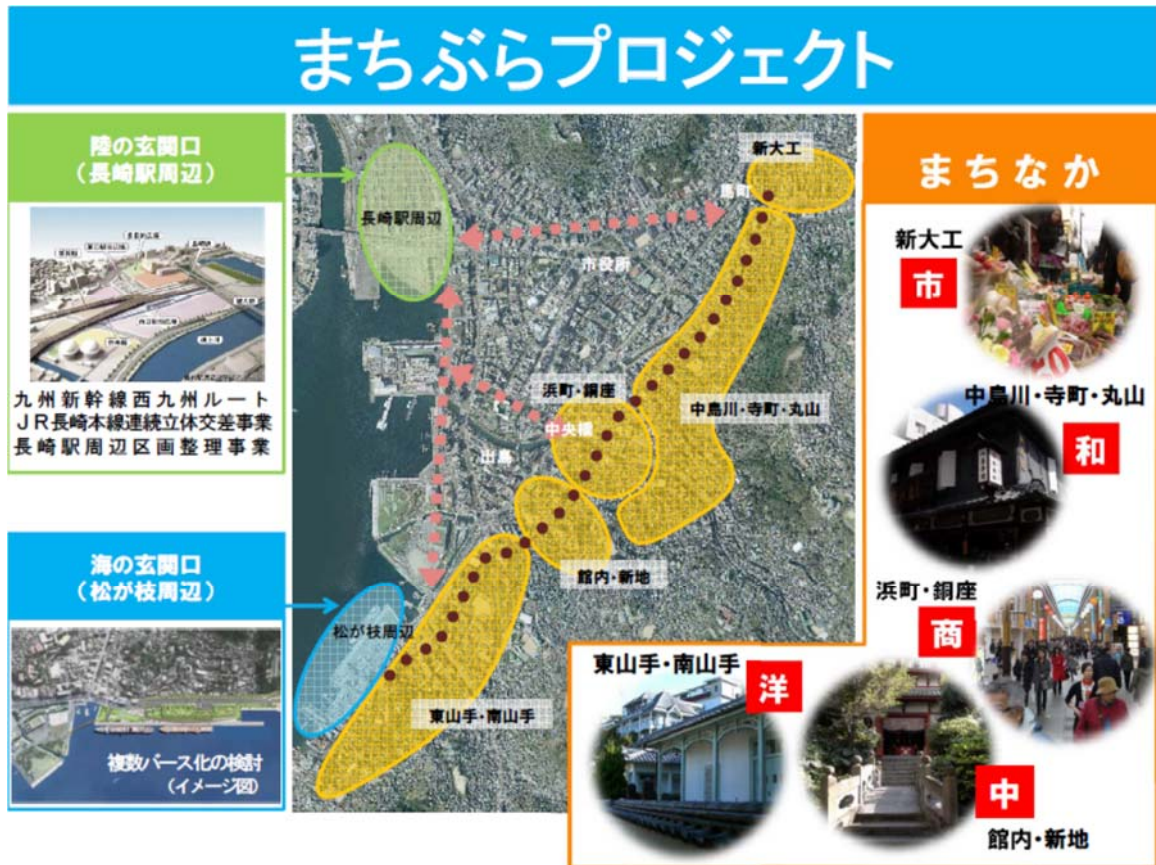 まちぶらプロジェクト
陸の玄関口
（長崎駅周辺）
九州新幹線西九州ルート
JR長崎本線連続立体交差事業
長崎駅周辺区画整理事業
海の玄関口
（松が枝周辺）
複数バース化の検討
（イメージ図）
新大工
馬町
長崎駅周辺
市役所
浜町・銅座
中島川・寺町・丸山
中央橋
出島
館内・新地
松が枝周辺
東山手・南山手
まちなか
新大工
市
中島川・寺町・丸山
和
浜町・銅座
商
東山手・南山手
洋
中
館内・新地